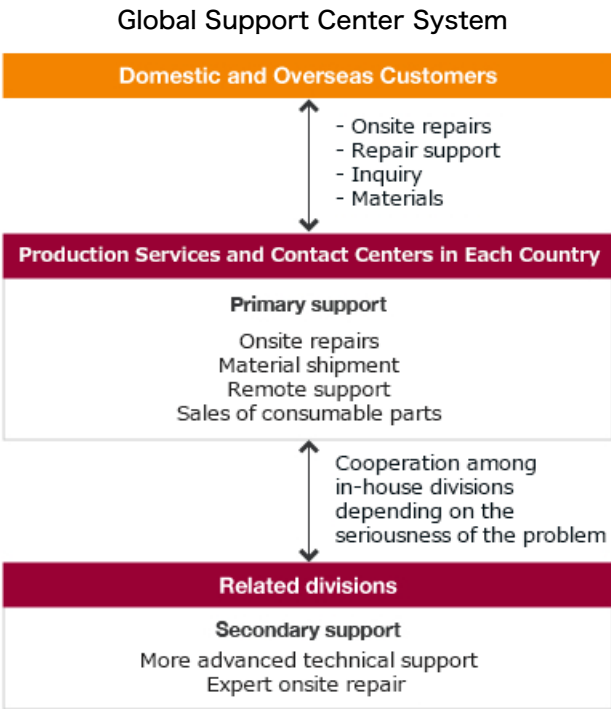 Global Support Center System
Domestic and Overseas Customers
- Onsite repairs
- Repair support
- Inquiry
- Materials
Production Services and Contact Centers in Each Country
Primary support
Onsite repairs
Material shipment
Remote support
Sales of consumable parts
Cooperation among
in-house divisions
depending on the
seriousness of the problem
Related divisions
Secondary support
More advanced technical support
Expert onsite repair